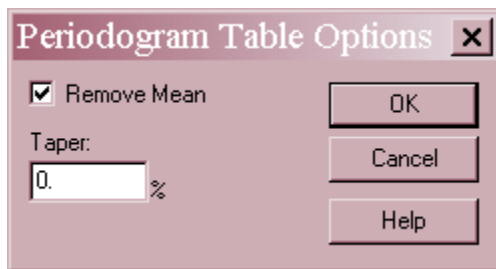 Periodogram Table Options
Remove Mean
OK
Taper:
Cancel
0.
%
Help